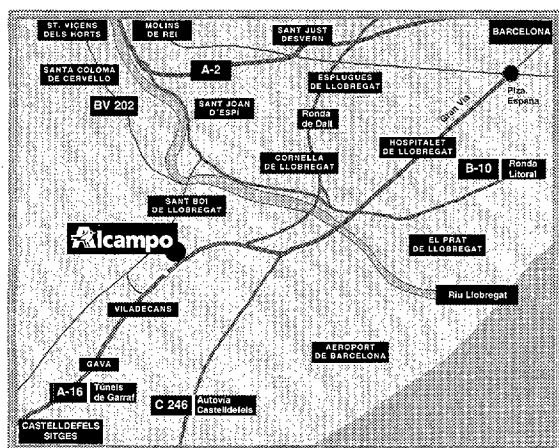 ST. VIÇENS
DELS HORTS
MOLINS
DE REI
SANT JUST
DESVERN
BARCELONA
SANTA COLOMA
DE CERVELLO
A-2
ESPLUGUES
DE LLOBREGAT
Plza
España
BV 202
SANT JOAN
D'ESPI
Ronda
de Dalt
Gran Via
HOSPITALET
DE LLOBREGAT
CORNELLA
DE LLOBREGAT
B-10
Ronda
Litoral
SANT BOI
DE LLOBREGAT
Alcampo
EL PRAT
DE LLOBREGAT
Riu Llobregat
VILADECANS
AEROPORT
DE BARCELONA
GAVA
A-16
Túnels
de Garraf
C 246
Autovia
Castelldefels
CASTELLDEFELS
SITGES